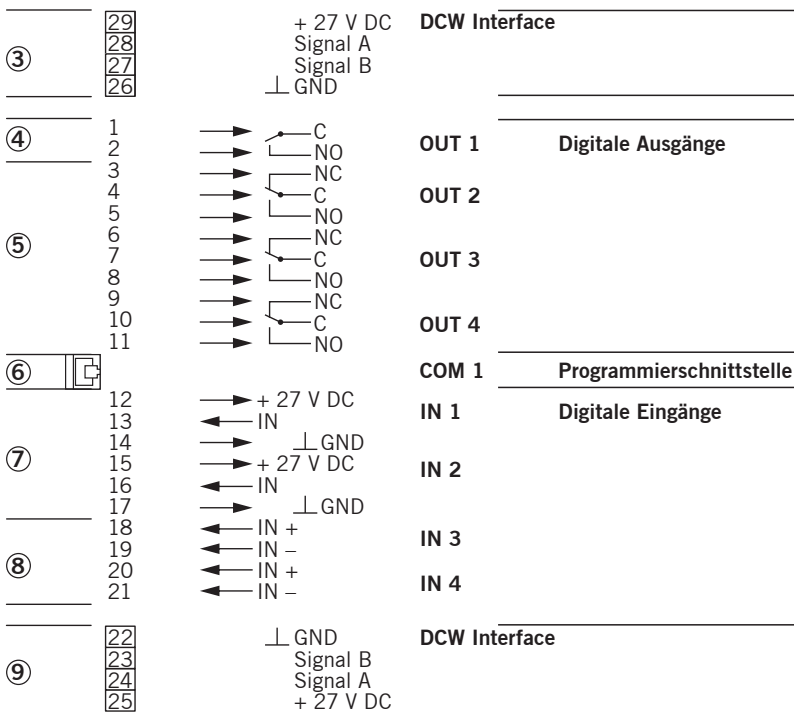 29 + 27 V DC DCW Interface
28 Signal A
③ 27 Signal B
26 GND
1 C
④ 2 NO OUT 1 Digitale Ausgänge
3 NC
4 C OUT 2
5 NO
⑤ 6 NC
7 C OUT 3
8 NO
9 NC
10 C OUT 4
11 NO
⑥ COM 1 Programmierschnittstelle
12 + 27 V DC IN 1 Digitale Eingänge
13 IN
14 GND
⑦ 15 + 27 V DC IN 2
16 IN
17 GND
18 IN + IN 3
19 IN –
⑧ 20 IN + IN 4
21 IN –
22 GND DCW Interface
23 Signal B
⑨ 24 Signal A
25 + 27 V DC